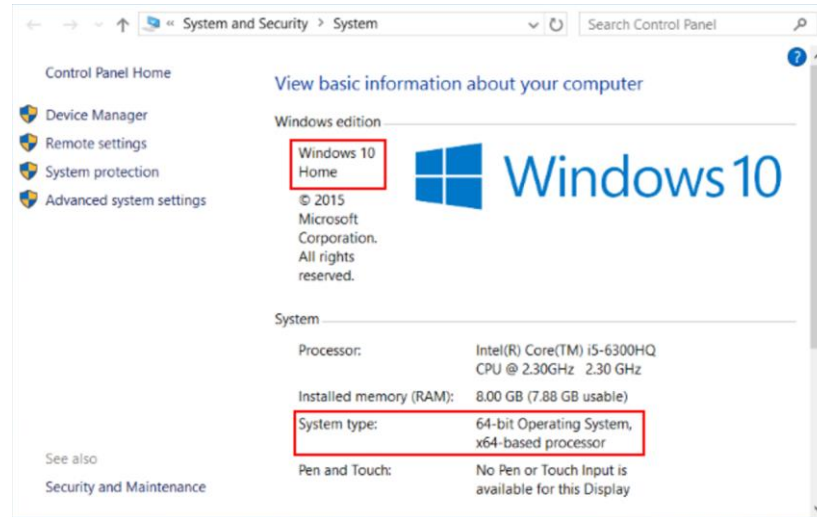 « System and Security > System
Search Control Panel
?
Control Panel Home
View basic information about your computer
Device Manager
Windows edition
Remote settings
Windows 10
Home
Windows 10
System protection
Advanced system settings
© 2015
Microsoft
Corporation.
All rights
reserved.
System
Processor:
Intel(R) Core(TM) i5-6300HQ
CPU @ 2.30GHz 2.30 GHz
Installed memory (RAM):
8.00 GB (7.88 GB usable)
System type:
64-bit Operating System,
x64-based processor
Pen and Touch:
No Pen or Touch Input is
available for this Display
See also
Security and Maintenance